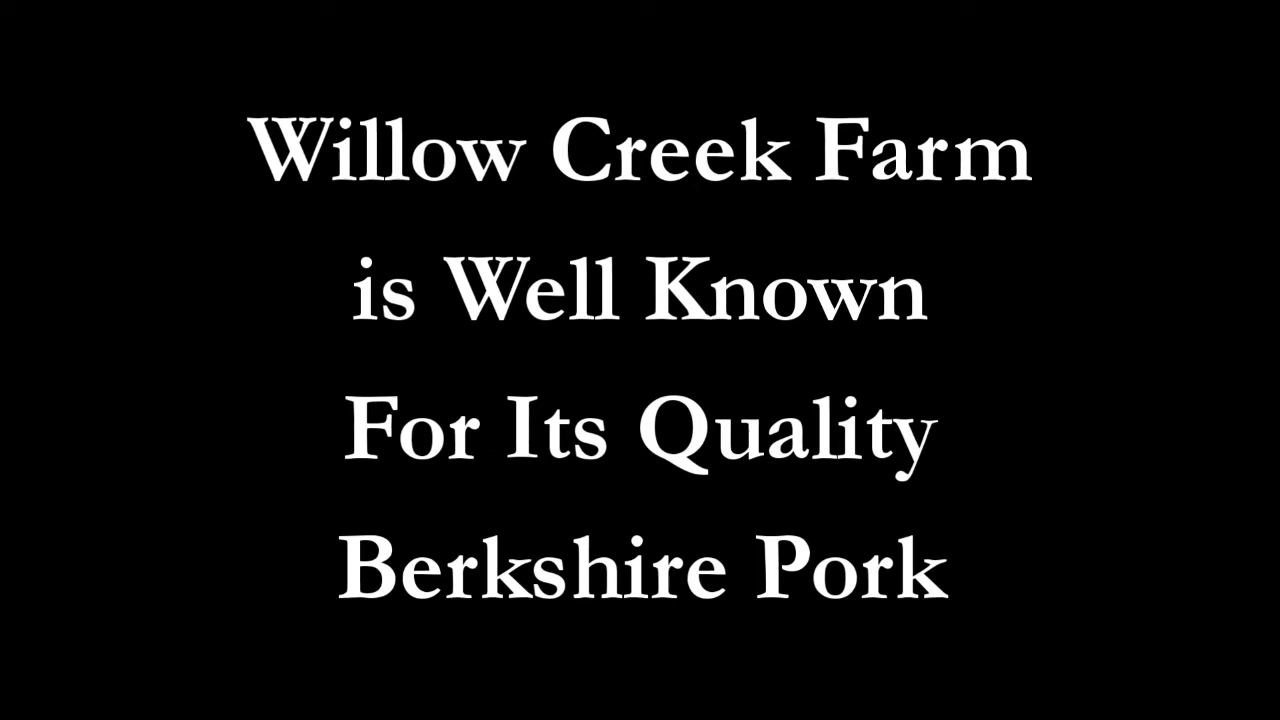 Willow Creek Farm
is Well Known
For Its Quality
Berkshire Pork